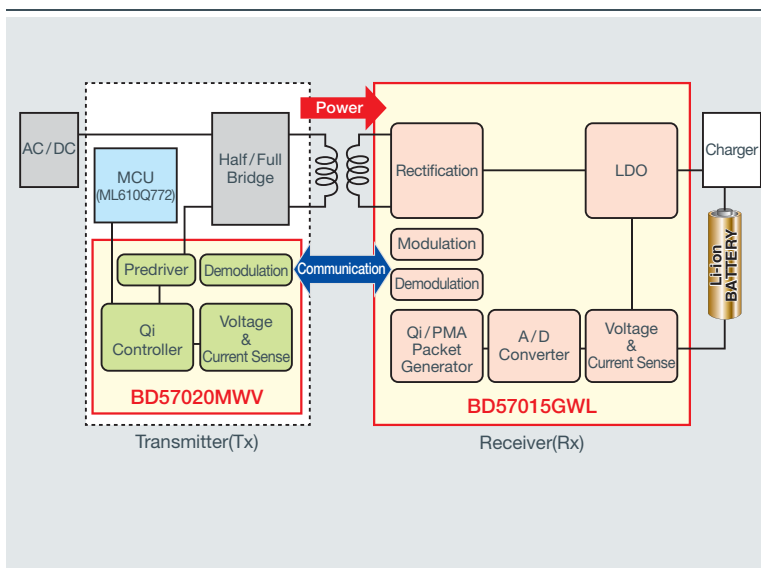 Power
AC/DC
MCU
(ML610Q772)
Half/Full
Bridge
Rectification
LDO
Charger
Li-ion
BATTERY
Predriver
Demodulation
Communication
Modulation
Demodulation
Qi
Controller
Voltage
&
Current Sense
Qi/PMA
Packet
Generator
A/D
Converter
Voltage
&
Current Sense
BD57020MWV
BD57015GWL
Transmitter(Tx)
Receiver(Rx)